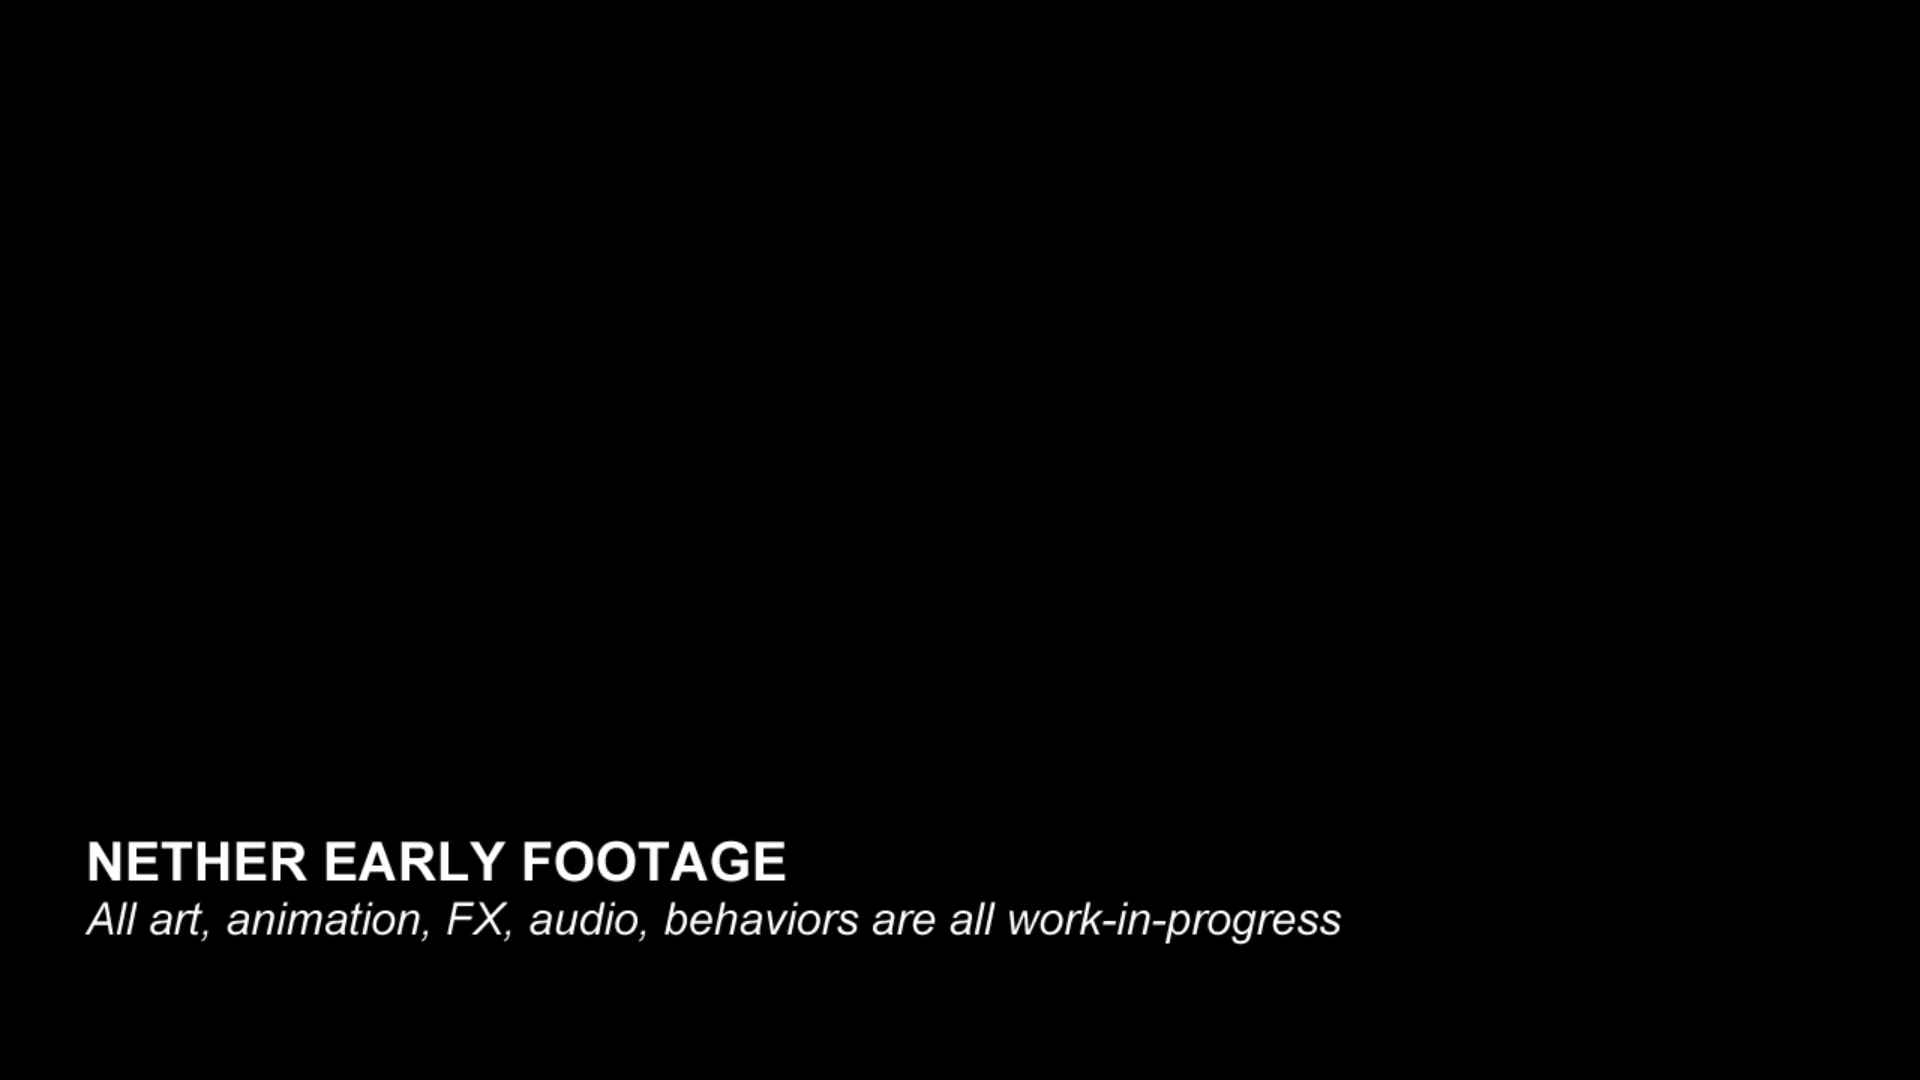 NETHER EARLY FOOTAGE
All art, animation, FX, audio, behaviors are all work-in-progress